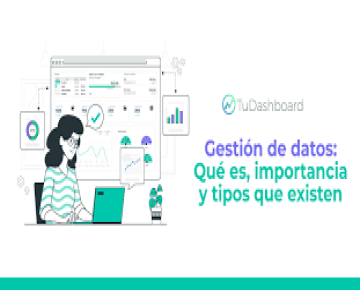 TuDashboard
Gestión de datos:
Qué es, importancia
y tipos que existen